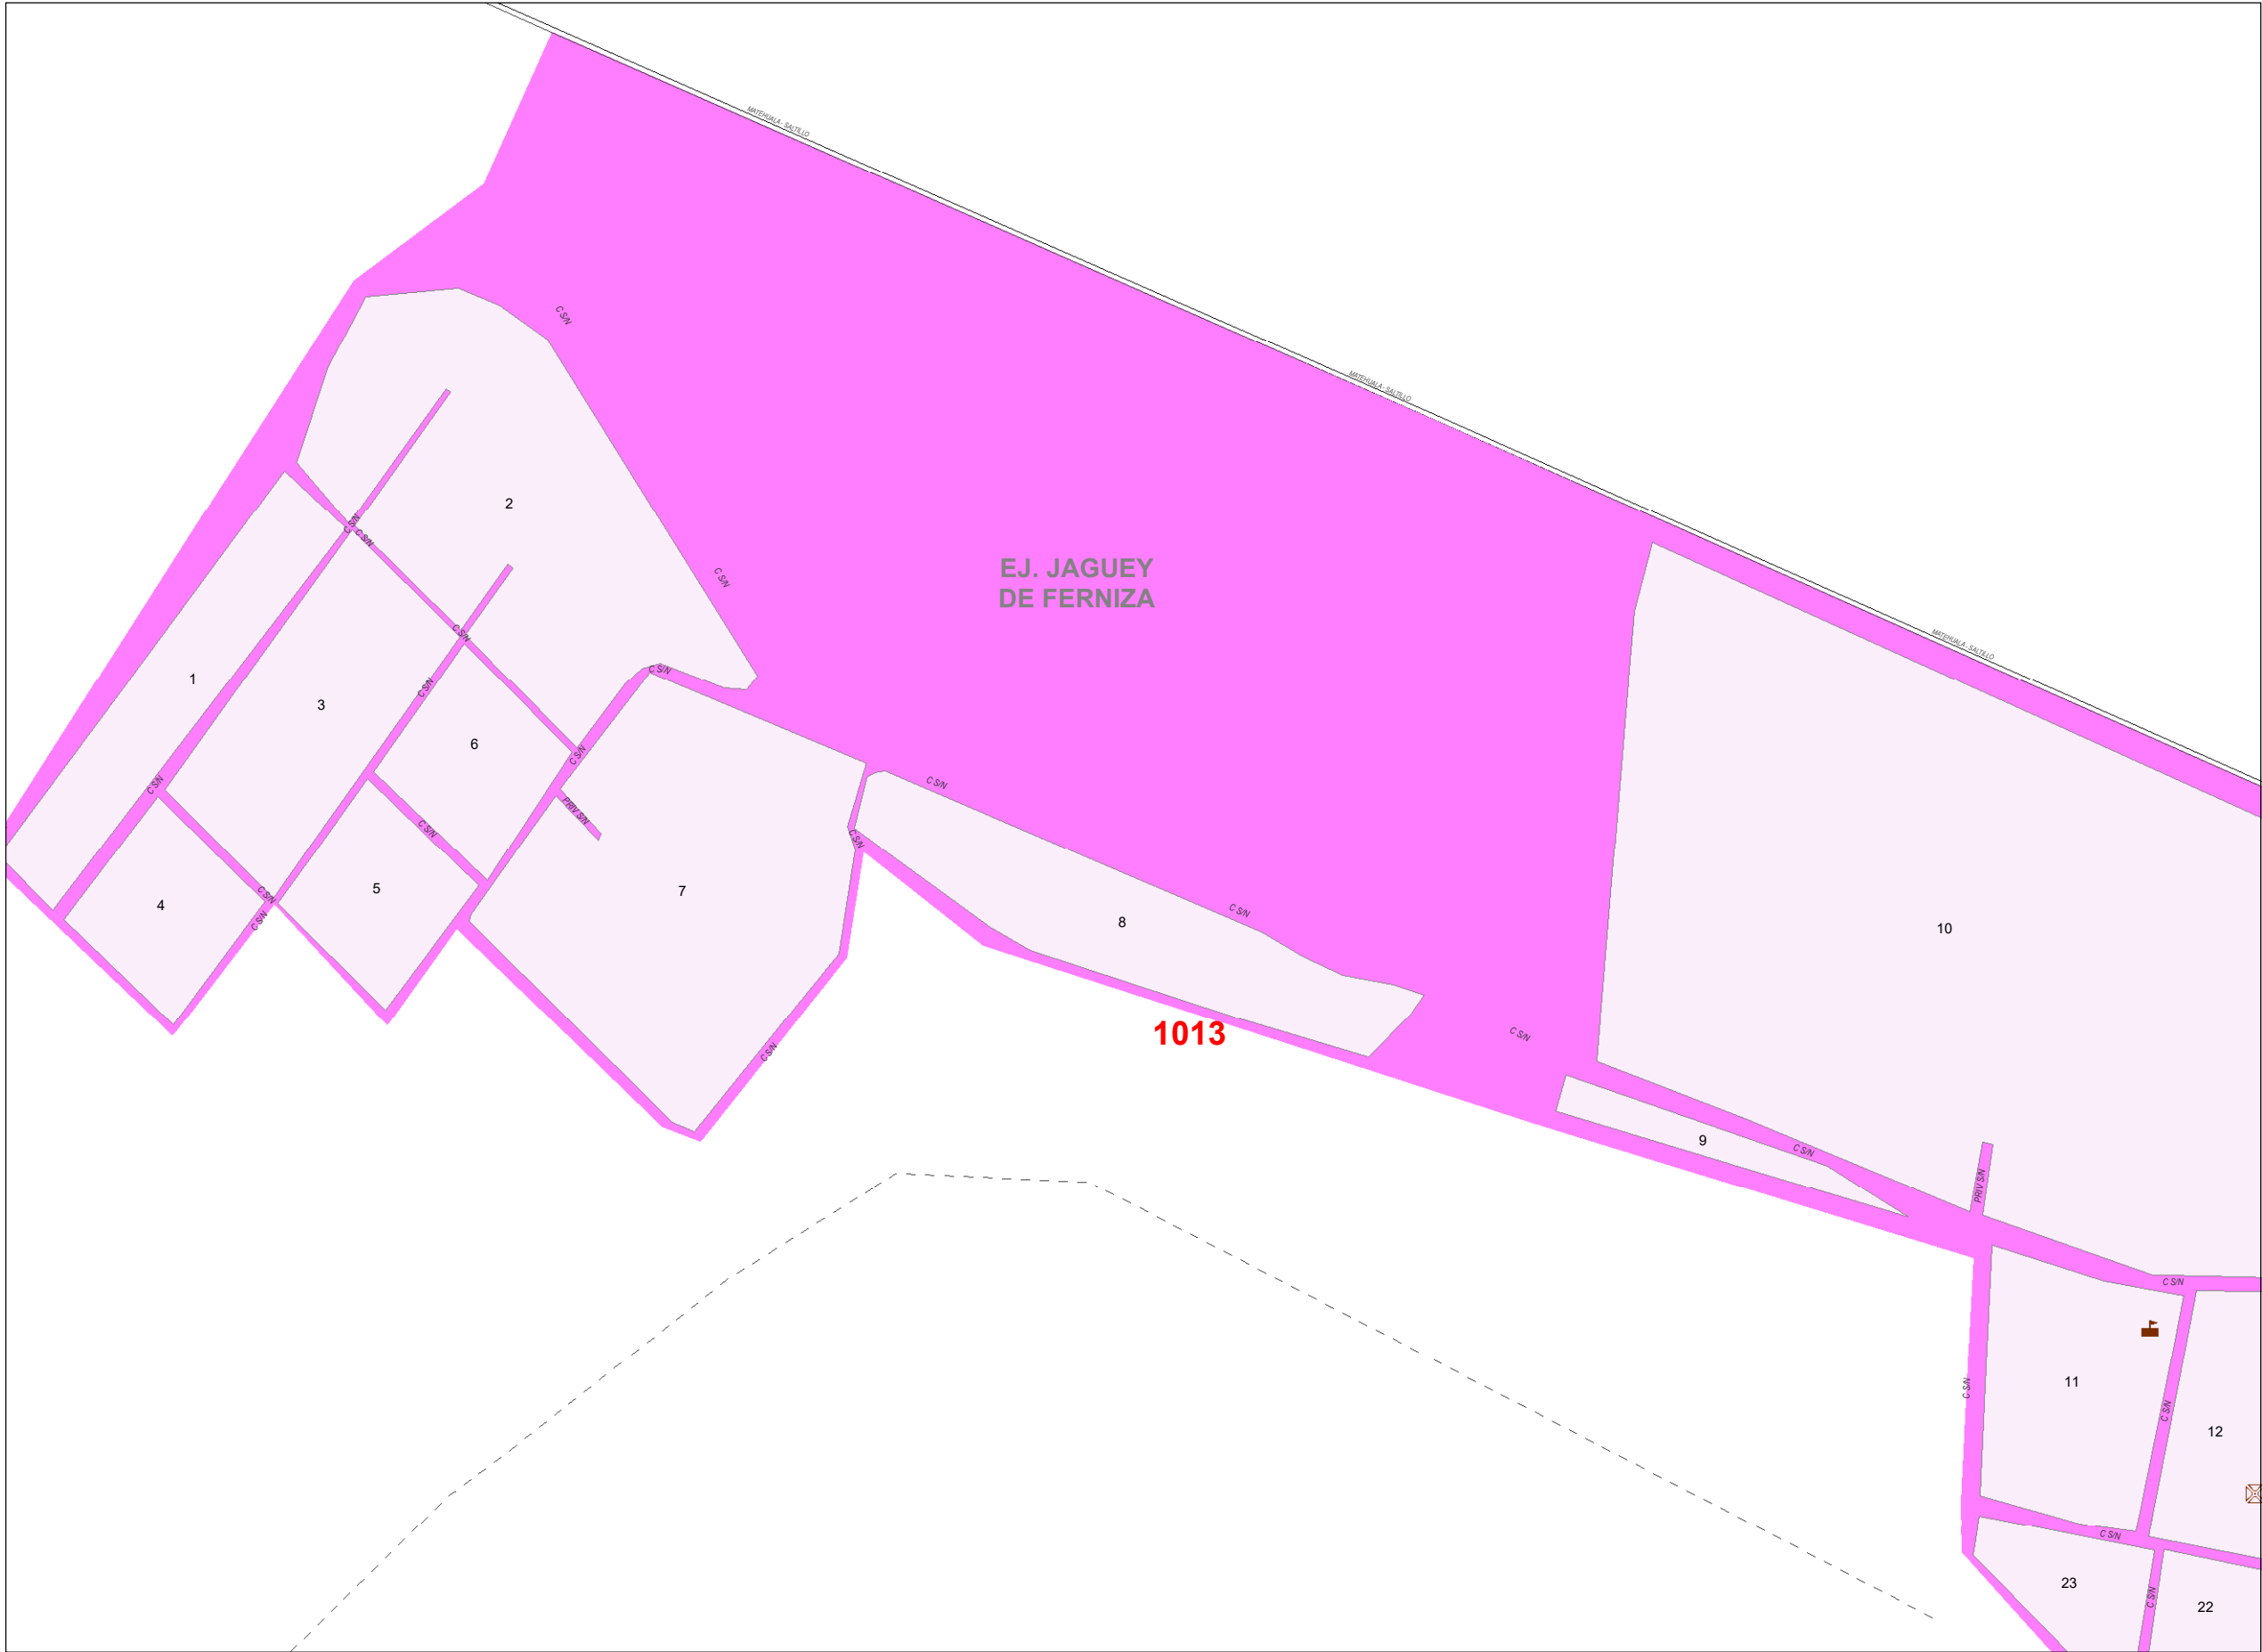 MATEHUALA - SALTILLO
C S/N
MATEHUALA - SALTILLO
2
C S/N
C S/N
C S/N
EJ. JAGUEY
DE FERNIZA
C S/N
MATEHUALA - SALTILLO
1
C S/N
C S/N
3
6
C S/N
C S/N
C S/N
PRIV S/N
C S/N
C S/N
4
5
7
C S/N
C S/N
C S/N
8
10
C S/N
1013
C S/N
C S/N
9
PRIV S/N
C S/N
11
C S/N
C S/N
12
C S/N
23
C S/N
22